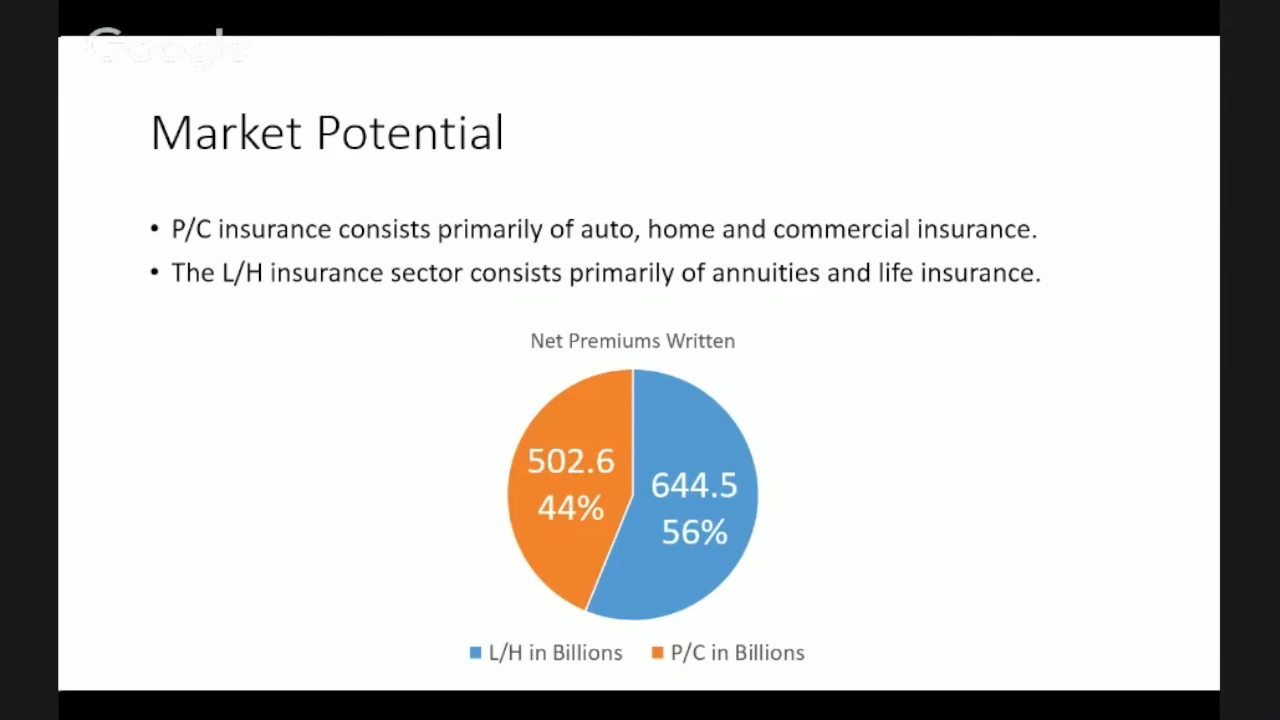 Google
Market Potential
• P/C insurance consists primarily of auto, home and commercial insurance.
• The L/H insurance sector consists primarily of annuities and life insurance.
Net Premiums Written
502.6
44%
644.5
56%
L/H in Billions
P/C in Billions